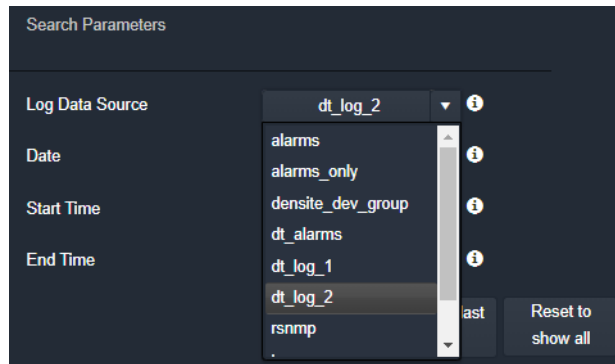 Search Parameters
Log Data Source
dt_log_2
alarms
Date
alarms_only
densite_dev_group
Start Time
dt_alarms
End Time
dt_log_1
dt_log_2
last
Reset to
rsnmp
show all